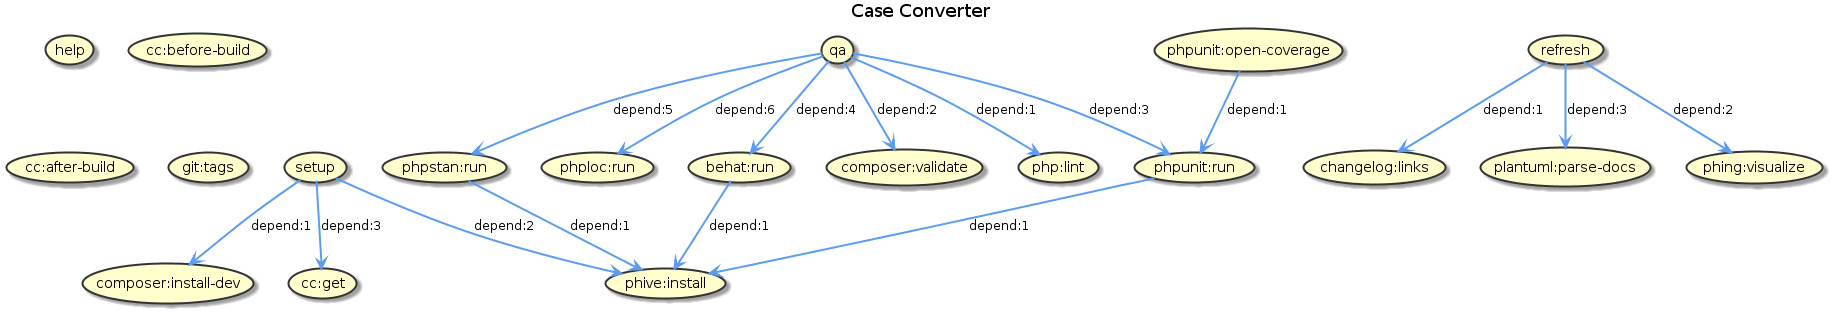 Case Converter
help
cc:before-build
qa
phpunit:open-coverage
refresh
depend:5
depend:6
depend:4
depend:2
depend:1
depend:3
depend:1
depend:1
depend:3
depend:2
cc:after-build
git:tags
setup
phpstan:run
phploc:run
behat:run
composer:validate
php:lint
phpunit:run
changelog:links
plantuml:parse-docs
phing:visualize
depend:1
depend:3
depend:2
depend:1
depend:1
depend:1
composer:install-dev
cc:get
phive:install